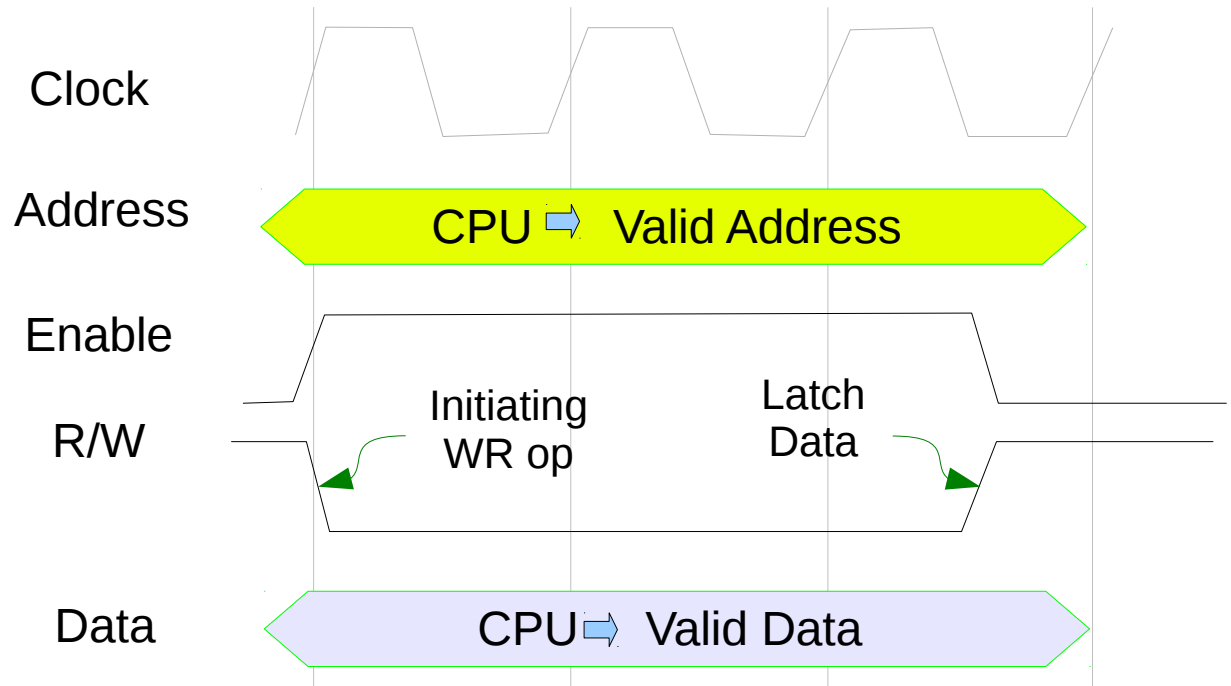 Clock
Address
CPU Valid Address
Enable
R/W
Initiating
WR op
Latch
Data
Data
CPU Valid Data